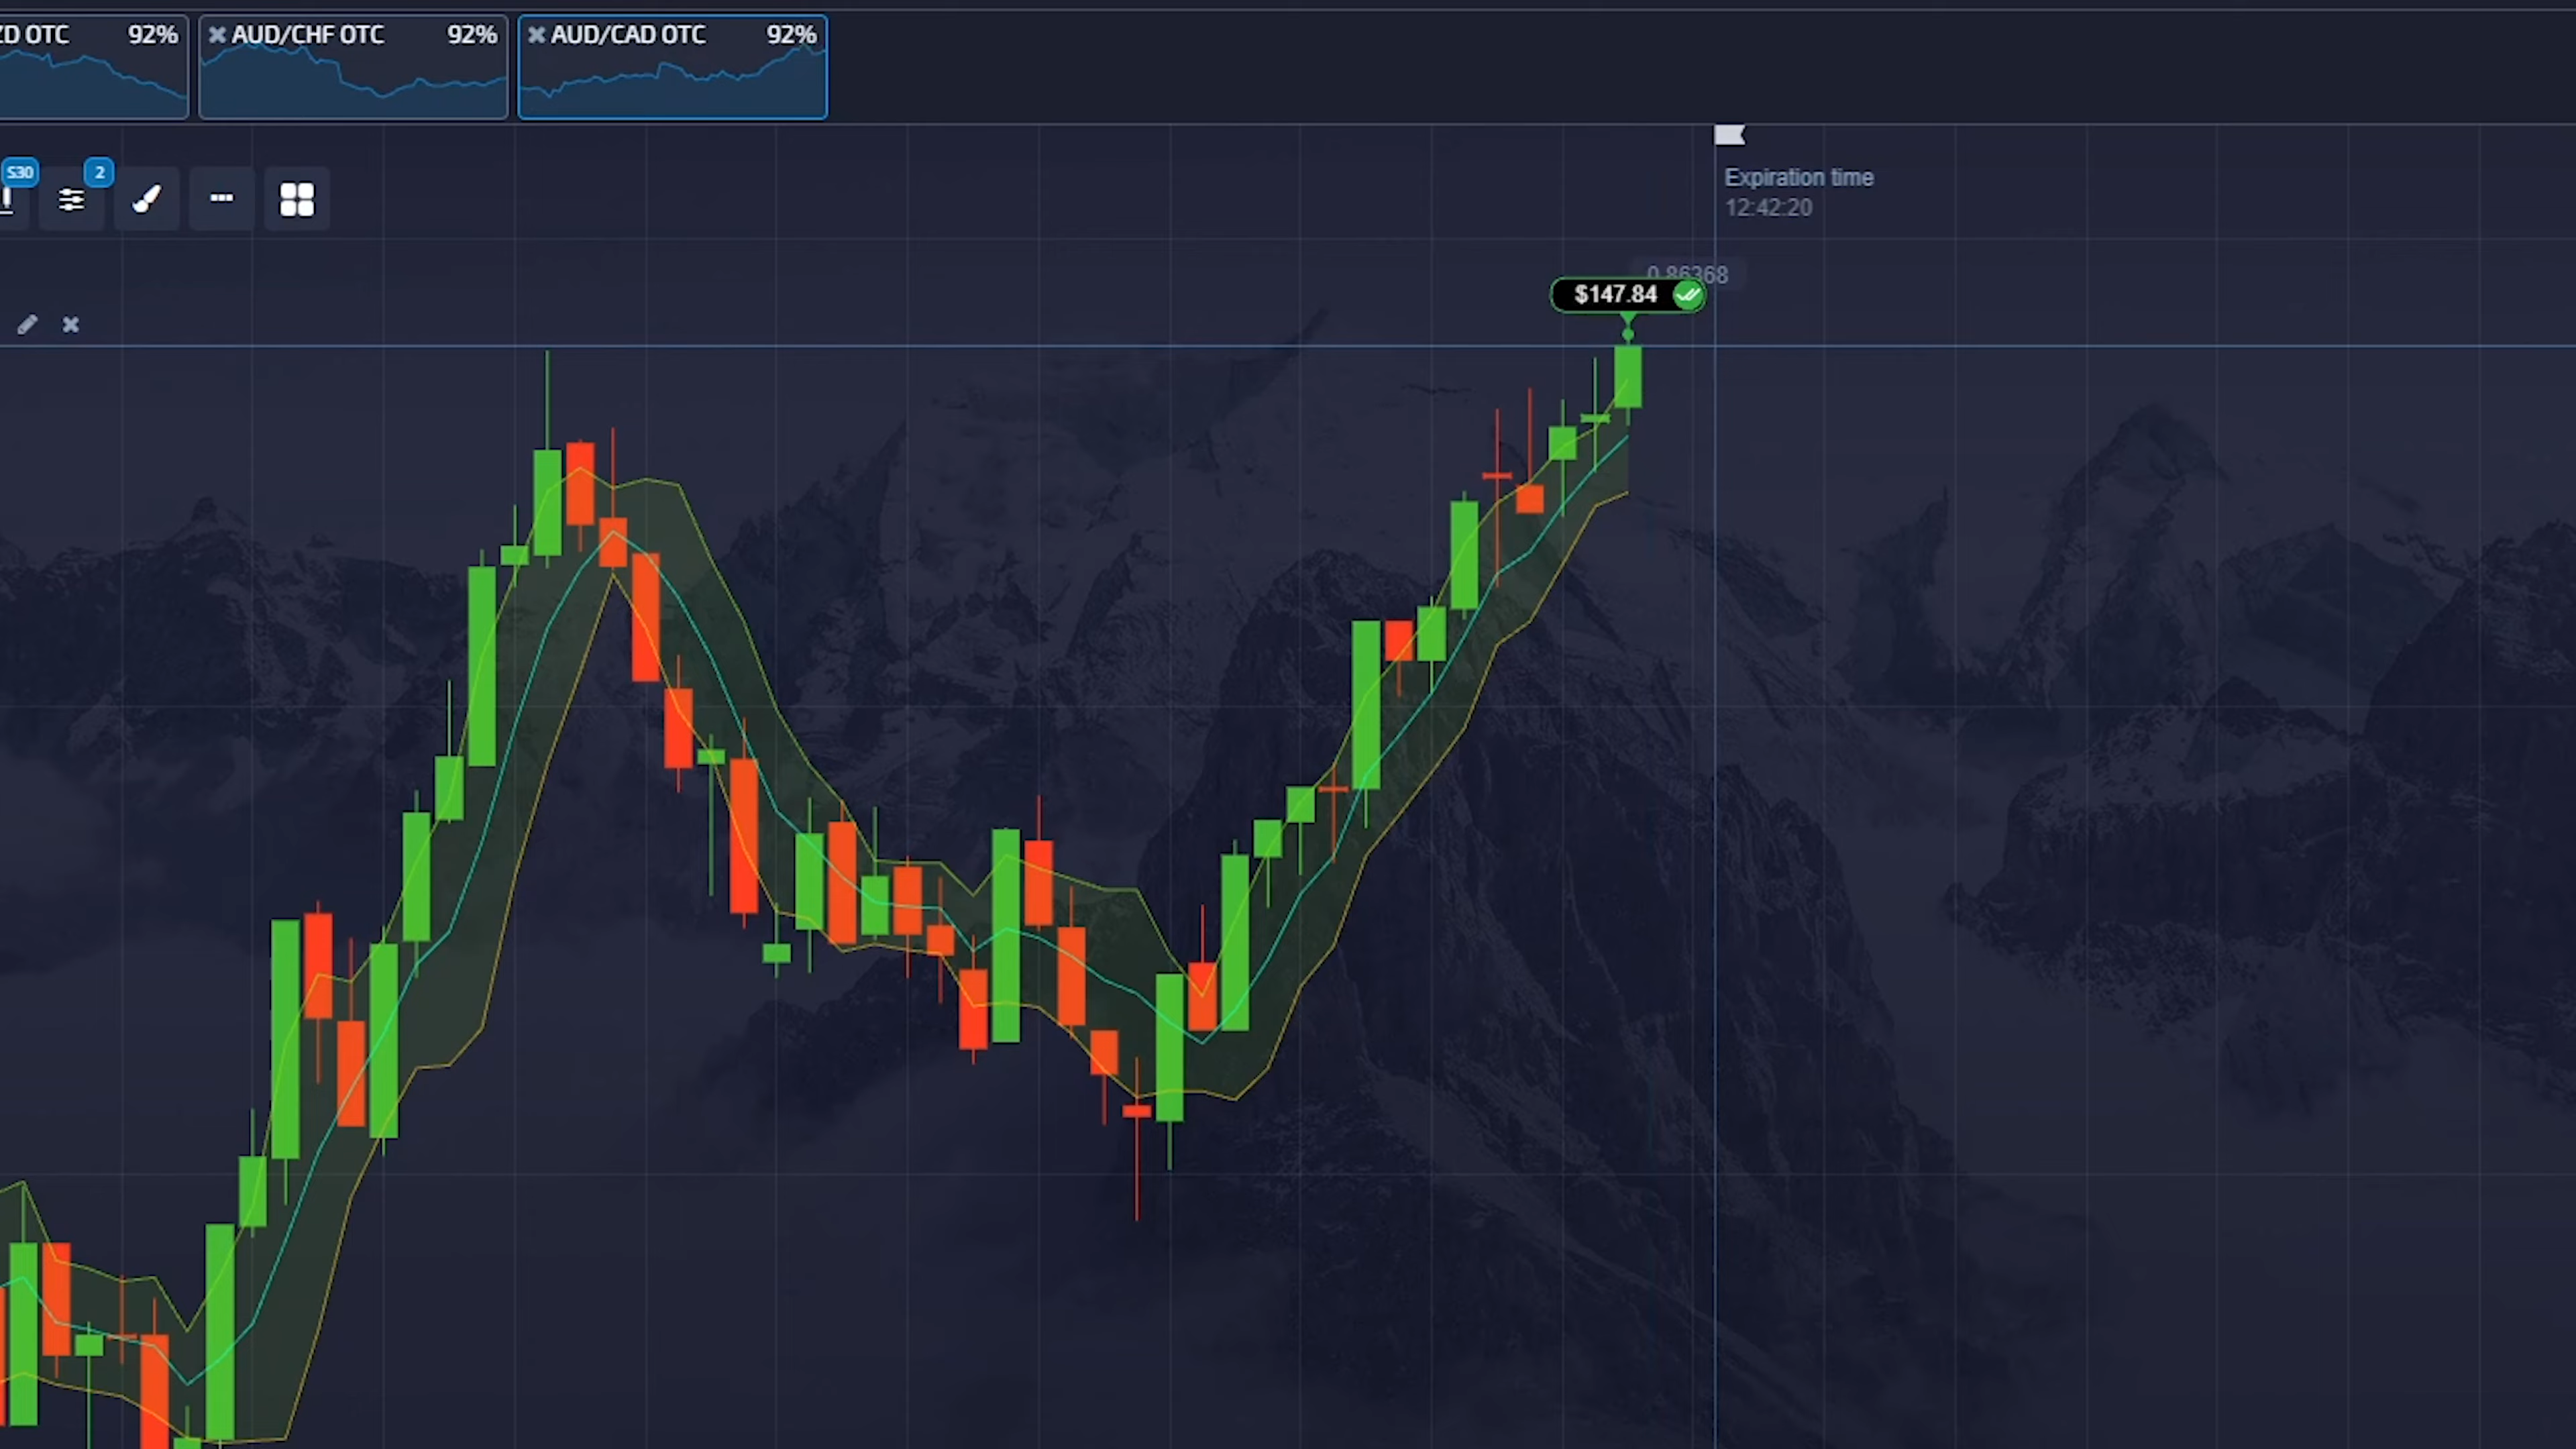 ZD OTC 92%
AUD/CHF OTC 92%
AUD/CAD OTC 92%
S30
2
Expiration time
12:42:20
0.86368
$147.84